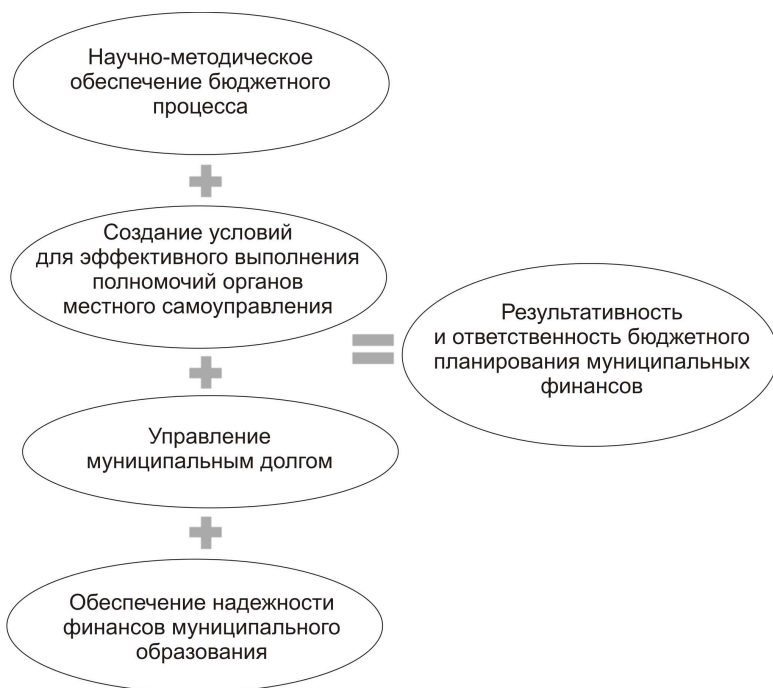 Научно-методическое
обеспечение бюджетного
процесса
Создание условий
для эффективного выполнения
полномочий органов
местного самоуправления
Управление
муниципальным долгом
Обеспечение надежности
финансов муниципального
образования
Результативность
и ответственность бюджетного
планирования муниципальных
финансов